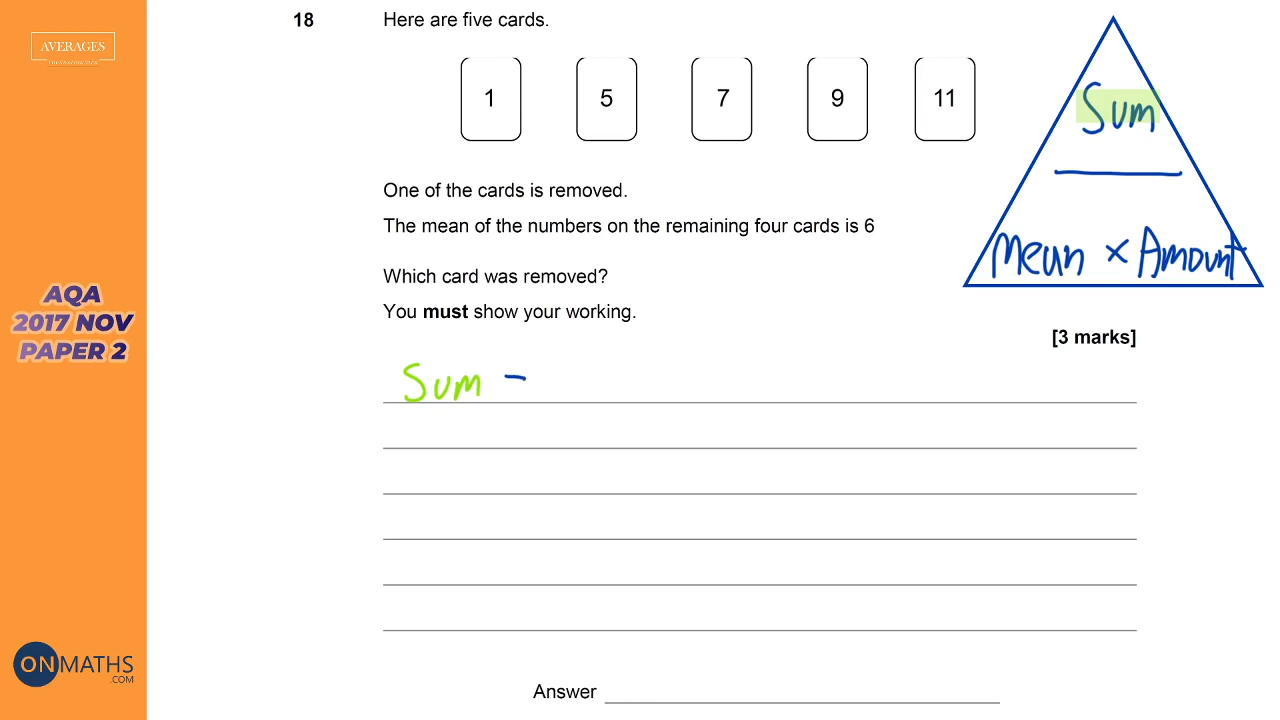 AVERAGES
18 Here are five cards.
1 5 7 9 11
Sum
Mean × Amount
One of the cards is removed.
The mean of the numbers on the remaining four cards is 6
Which card was removed?
You must show your working.
[3 marks]
AQA
2017 NOV
PAPER 2
Sum
ONMATHS
.COM
Answer